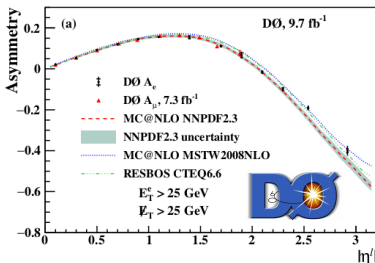 (a)
DØ, 9.7 fb⁻¹
Asymmetry
0.2
0
−0.2
−0.4
−0.6
−0.8
DØ Aₑ
DØ A_μ, 7.3 fb⁻¹
MC@NLO NNPDF2.3
NNPDF2.3 uncertainty
MC@NLO MSTW2008NLO
RESBOS CTEQ6.6
E_T^e > 25 GeV
E̸_T > 25 GeV
DØ
0 0.5 1 1.5 2 2.5 3